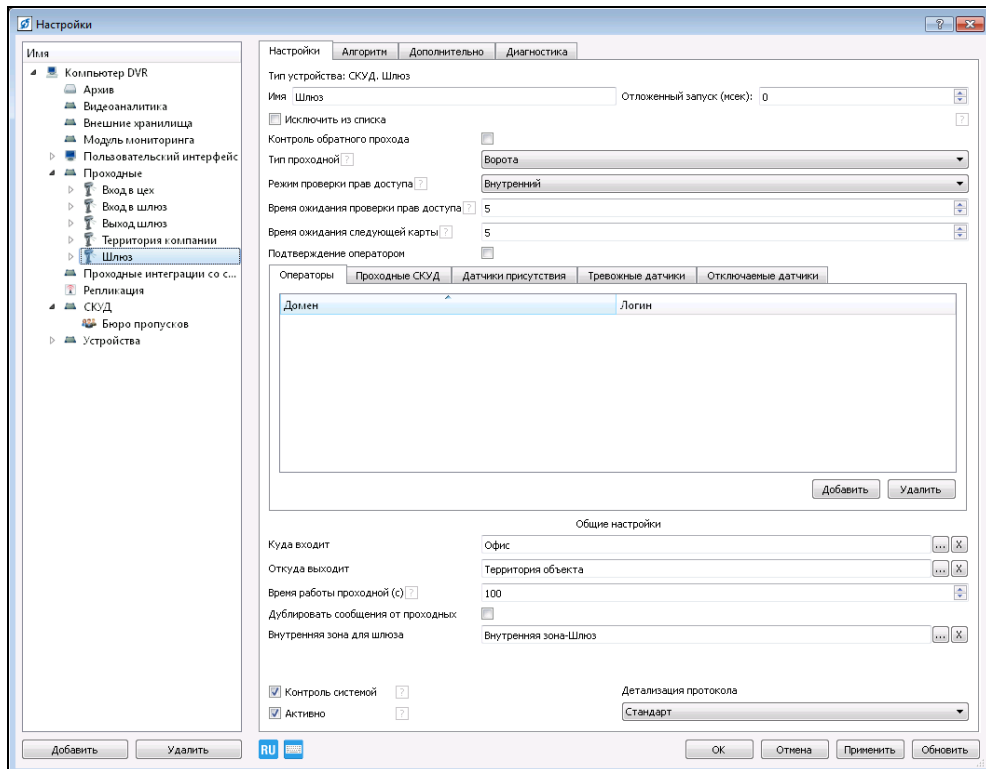 Настройки
Имя
Компьютер DVR
Архив
Видеоаналитика
Внешние хранилища
Модуль мониторинга
Пользовательский интерфейс
Проходные
Вход в цех
Вход в шлюз
Выход шлюз
Территория компании
Шлюз
Проходные интеграции со с...
Репликация
СКУД
Бюро пропусков
Устройства
Добавить Удалить
Настройки Алгоритм Дополнительно Диагностика
Тип устройства: СКУД. Шлюз
Имя Шлюз Отложенный запуск (мсек): 0
Исключить из списка ?
Контроль обратного прохода
Тип проходной ? Ворота
Режим проверки прав доступа ? Внутренний
Время ожидания проверки прав доступа ? 5
Время ожидания следующей карты ? 5
Подтверждение оператором
Операторы Проходные СКУД Датчики присутствия Тревожные датчики Отключаемые датчики
Домен Логин
Добавить Удалить
Общие настройки
Куда входит Офис ... X
Откуда выходит Территория объекта ... X
Время работы проходной (с) ? 100
Дублировать сообщения от проходных
Внутренняя зона для шлюза Внутренняя зона-Шлюз ... X
Контроль системой ? Детализация протокола
Активно ? Стандарт
RU OK Отмена Применить Обновить